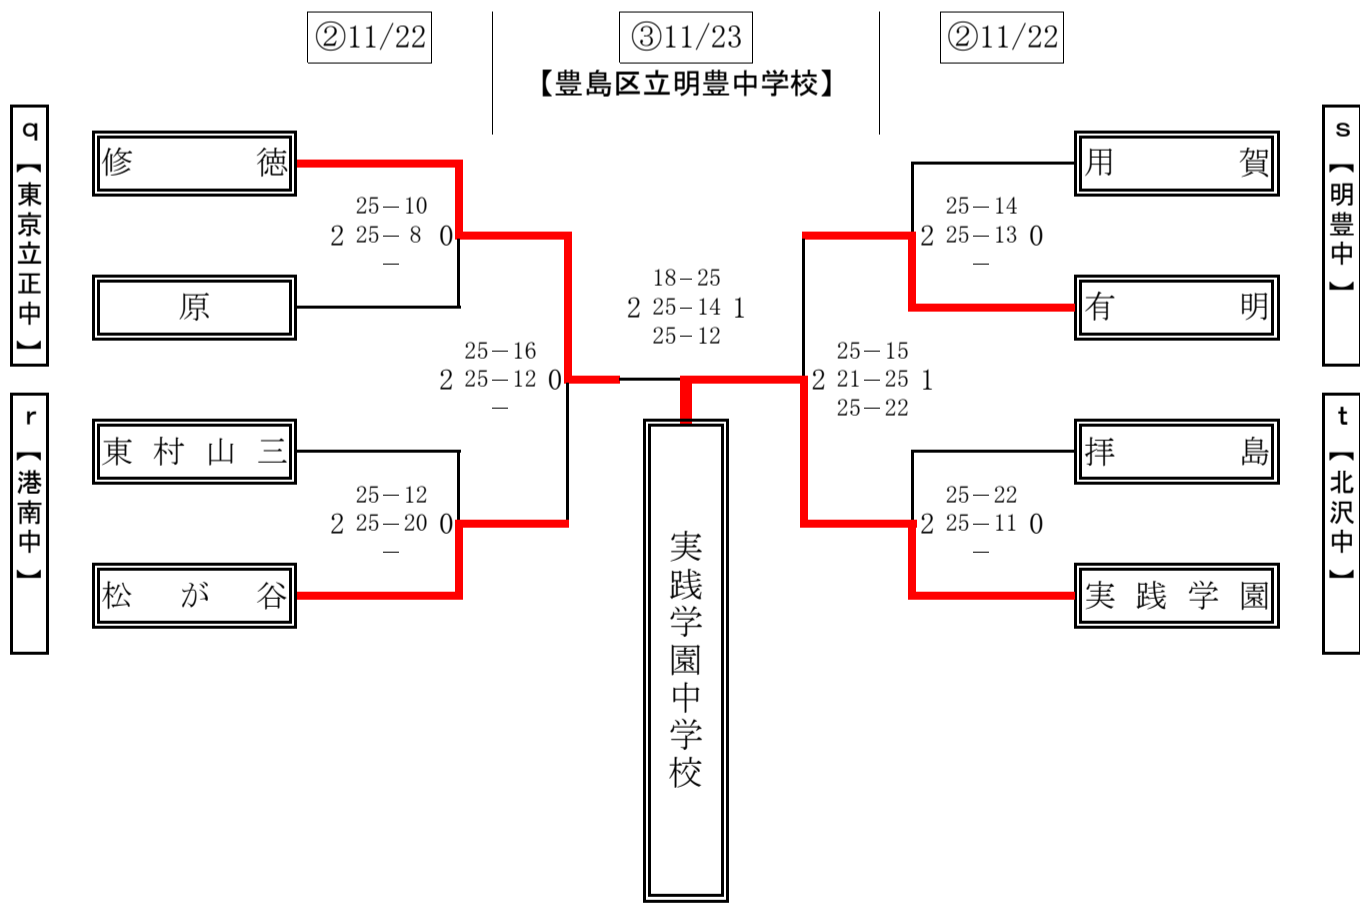 ②11/22
③11/23
②11/22
【豊島区立明豊中学校】
q【東京立正中】
修徳
25－10
2 25－8 0
－
原
25－16
2 25－12 0
－
r【港南中】
東村山三
25－12
2 25－20 0
－
松が谷
18－25
2 25－14 1
25－12
実践学園中学校
s【明豊中】
用賀
25－14
2 25－13 0
－
有明
25－15
2 21－25 1
25－22
t【北沢中】
拝島
25－22
2 25－11 0
－
実践学園